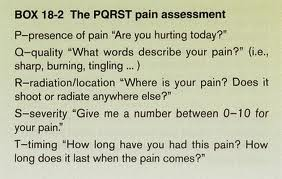 BOX 18-2 The PQRST pain assessment
P–presence of pain "Are you hurting today?"
Q–quality "What words describe your pain?" (i.e.,
sharp, burning, tingling ... )
R–radiation/location "Where is your pain? Does it
shoot or radiate anywhere else?"
S–severity "Give me a number between 0–10 for
your pain."
T–timing "How long have you had this pain? How
long does it last when the pain comes?"